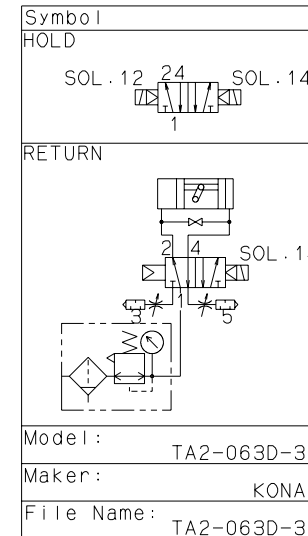 Symbol
HOLD
SOL.12 24 SOL.14
1
RETURN
2 4 SOL.1
3 1 5
Model:
TA2-063D-3
Maker:
KONA
File Name:
TA2-063D-3